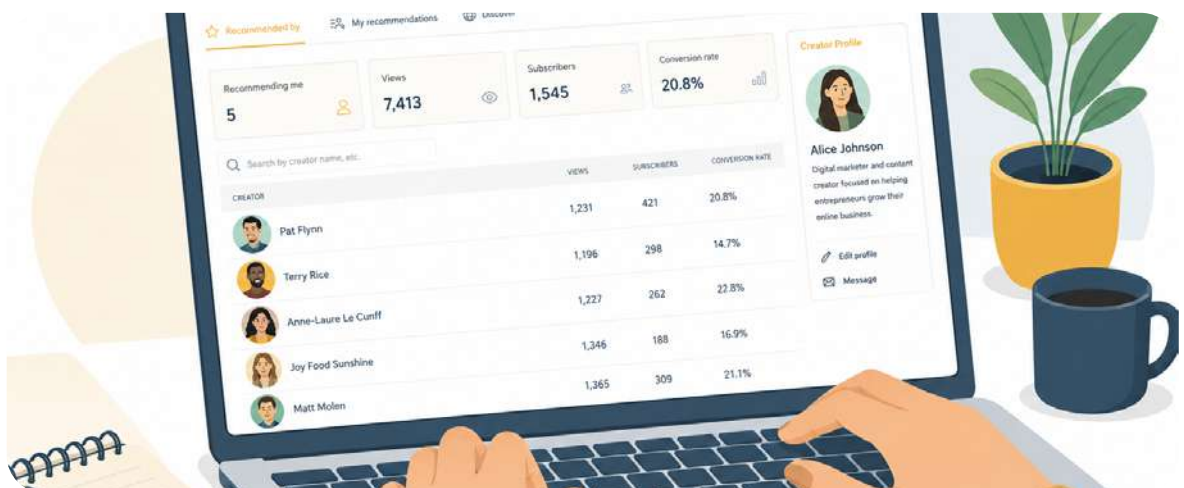 Recommended by
My recommendations
Discover
Recommending me
5
Views
7,413
Subscribers
1,545
Conversion rate
20.8%
Search by creator name, etc.
CREATOR VIEWS SUBSCRIBERS CONVERSION RATE
Pat Flynn 1,231 421 20.8%
Terry Rice 1,196 298 14.7%
Anne-Laure Le Cunff 1,227 262 22.8%
Joy Food Sunshine 1,346 188 16.9%
Matt Molen 1,365 309 21.1%
Creator Profile
Alice Johnson
Digital marketer and content
creator focused on helping
entrepreneurs grow their
online business.
Edit profile
Message